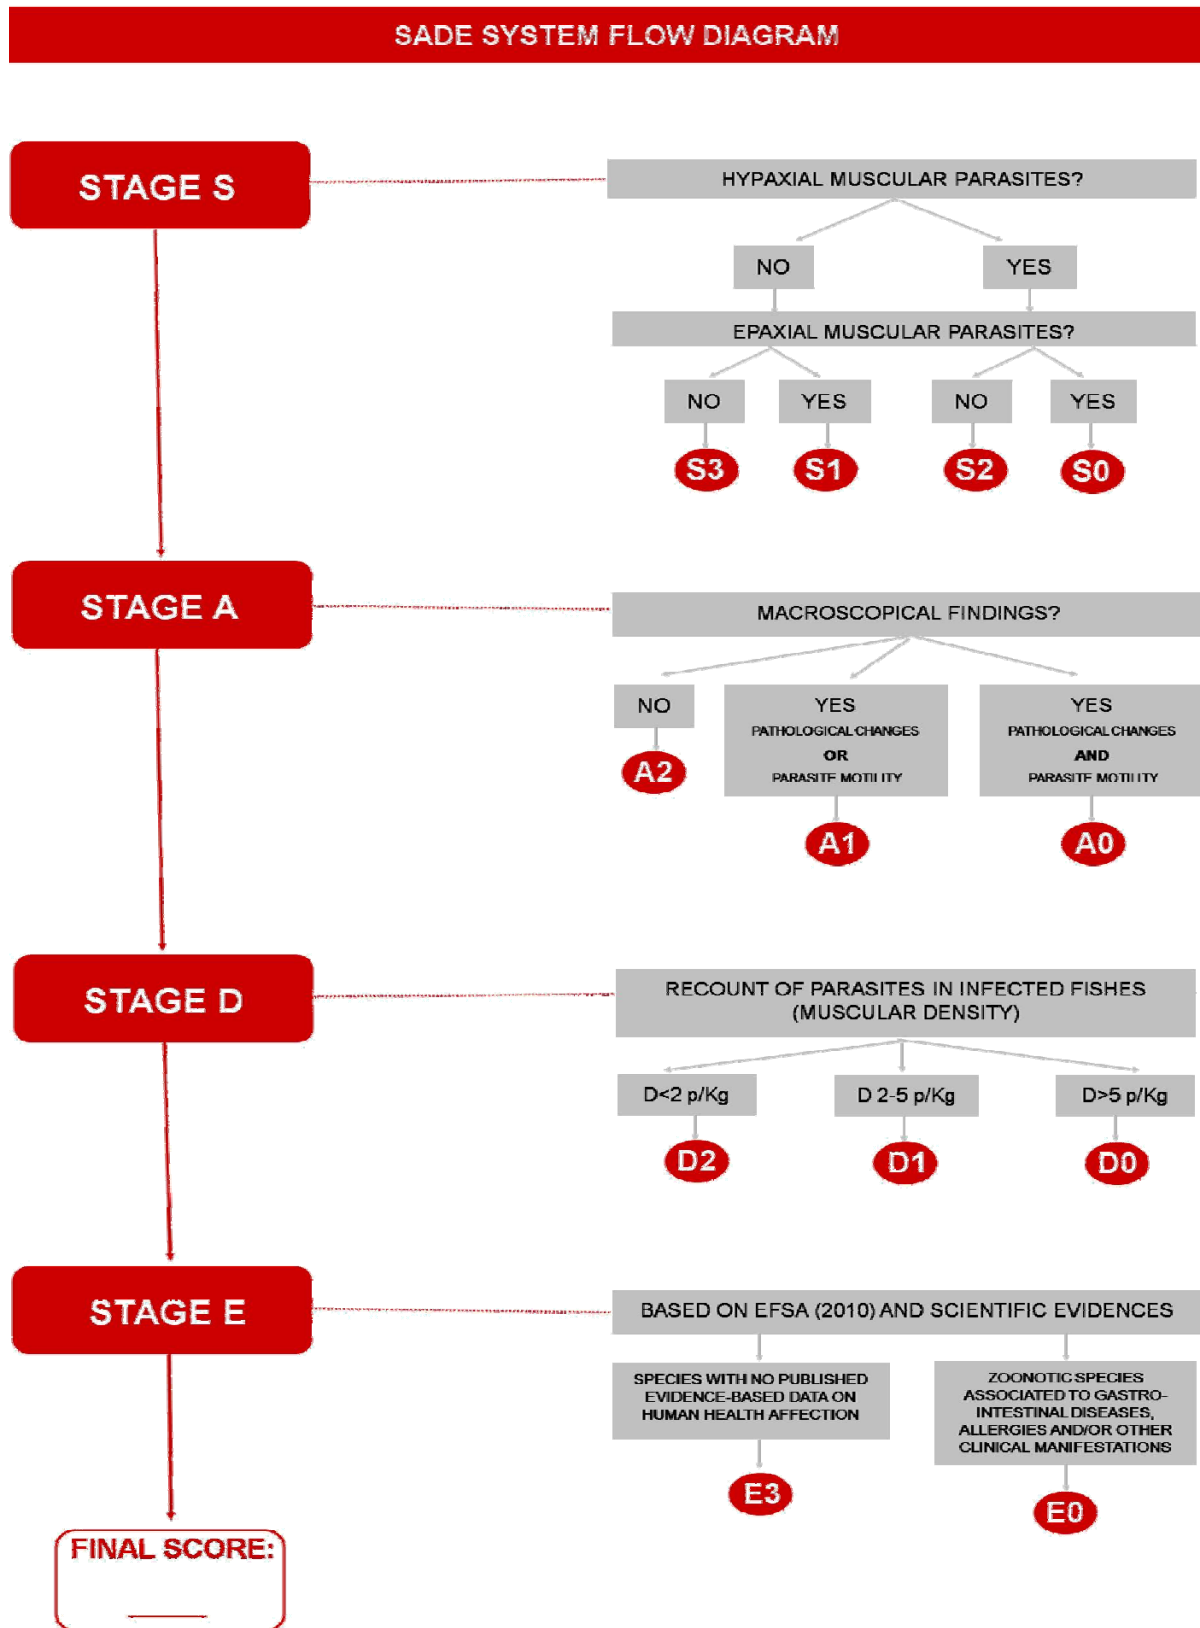 SADE SYSTEM FLOW DIAGRAM
STAGE S
HYPAXIAL MUSCULAR PARASITES?
NO
YES
EPAXIAL MUSCULAR PARASITES?
NO
YES
NO
YES
S3
S1
S2
S0
STAGE A
MACROSCOPICAL FINDINGS?
NO
A2
YES
PATHOLOGICAL CHANGES
OR
PARASITE MOTILITY
A1
YES
PATHOLOGICAL CHANGES
AND
PARASITE MOTILITY
A0
STAGE D
RECOUNT OF PARASITES IN INFECTED FISHES
(MUSCULAR DENSITY)
D<2 p/Kg
D 2-5 p/Kg
D>5 p/Kg
D2
D1
D0
STAGE E
BASED ON EFSA (2010) AND SCIENTIFIC EVIDENCES
SPECIES WITH NO PUBLISHED
EVIDENCE-BASED DATA ON
HUMAN HEALTH AFFECTION
E3
ZOONOTIC SPECIES
ASSOCIATED TO GASTRO-
INTESTINAL DISEASES,
ALLERGIES AND/OR OTHER
CLINICAL MANIFESTATIONS
E0
FINAL SCORE: